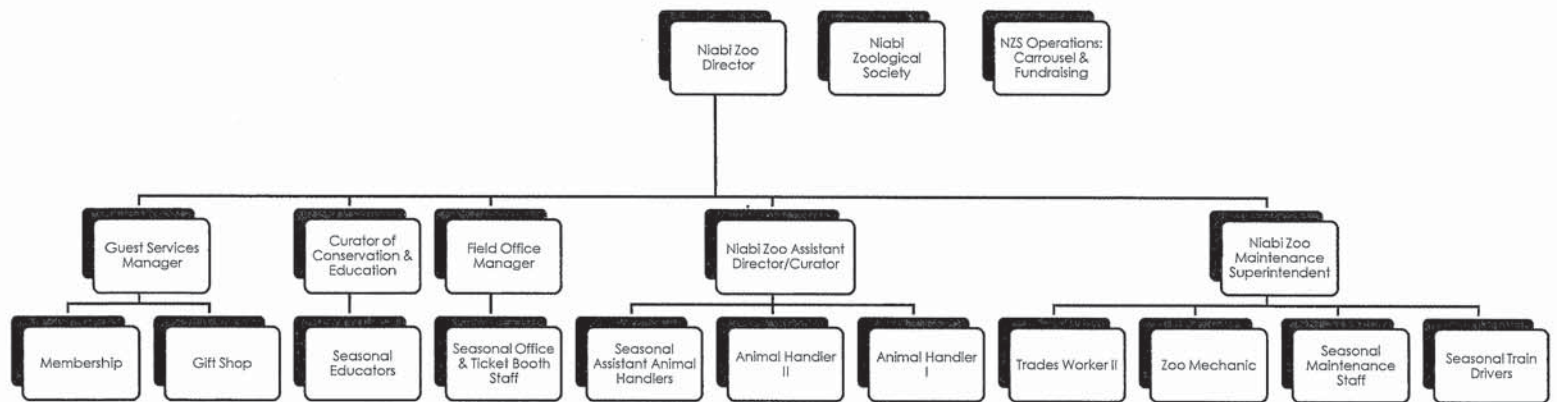 Niabi Zoo
Director
Niabi
Zoological
Society
NZS Operations:
Carrousel &
Fundraising
Guest Services
Manager
Curator of
Conservation &
Education
Field Office
Manager
Niabi Zoo Assistant
Director/Curator
Niabi Zoo
Maintenance
Superintendent
Membership
Gift Shop
Seasonal
Educators
Seasonal Office
& Ticket Booth
Staff
Seasonal
Assistant Animal
Handlers
Animal Handler
II
Animal Handler
I
Trades Worker II
Zoo Mechanic
Seasonal
Maintenance
Staff
Seasonal Train
Drivers